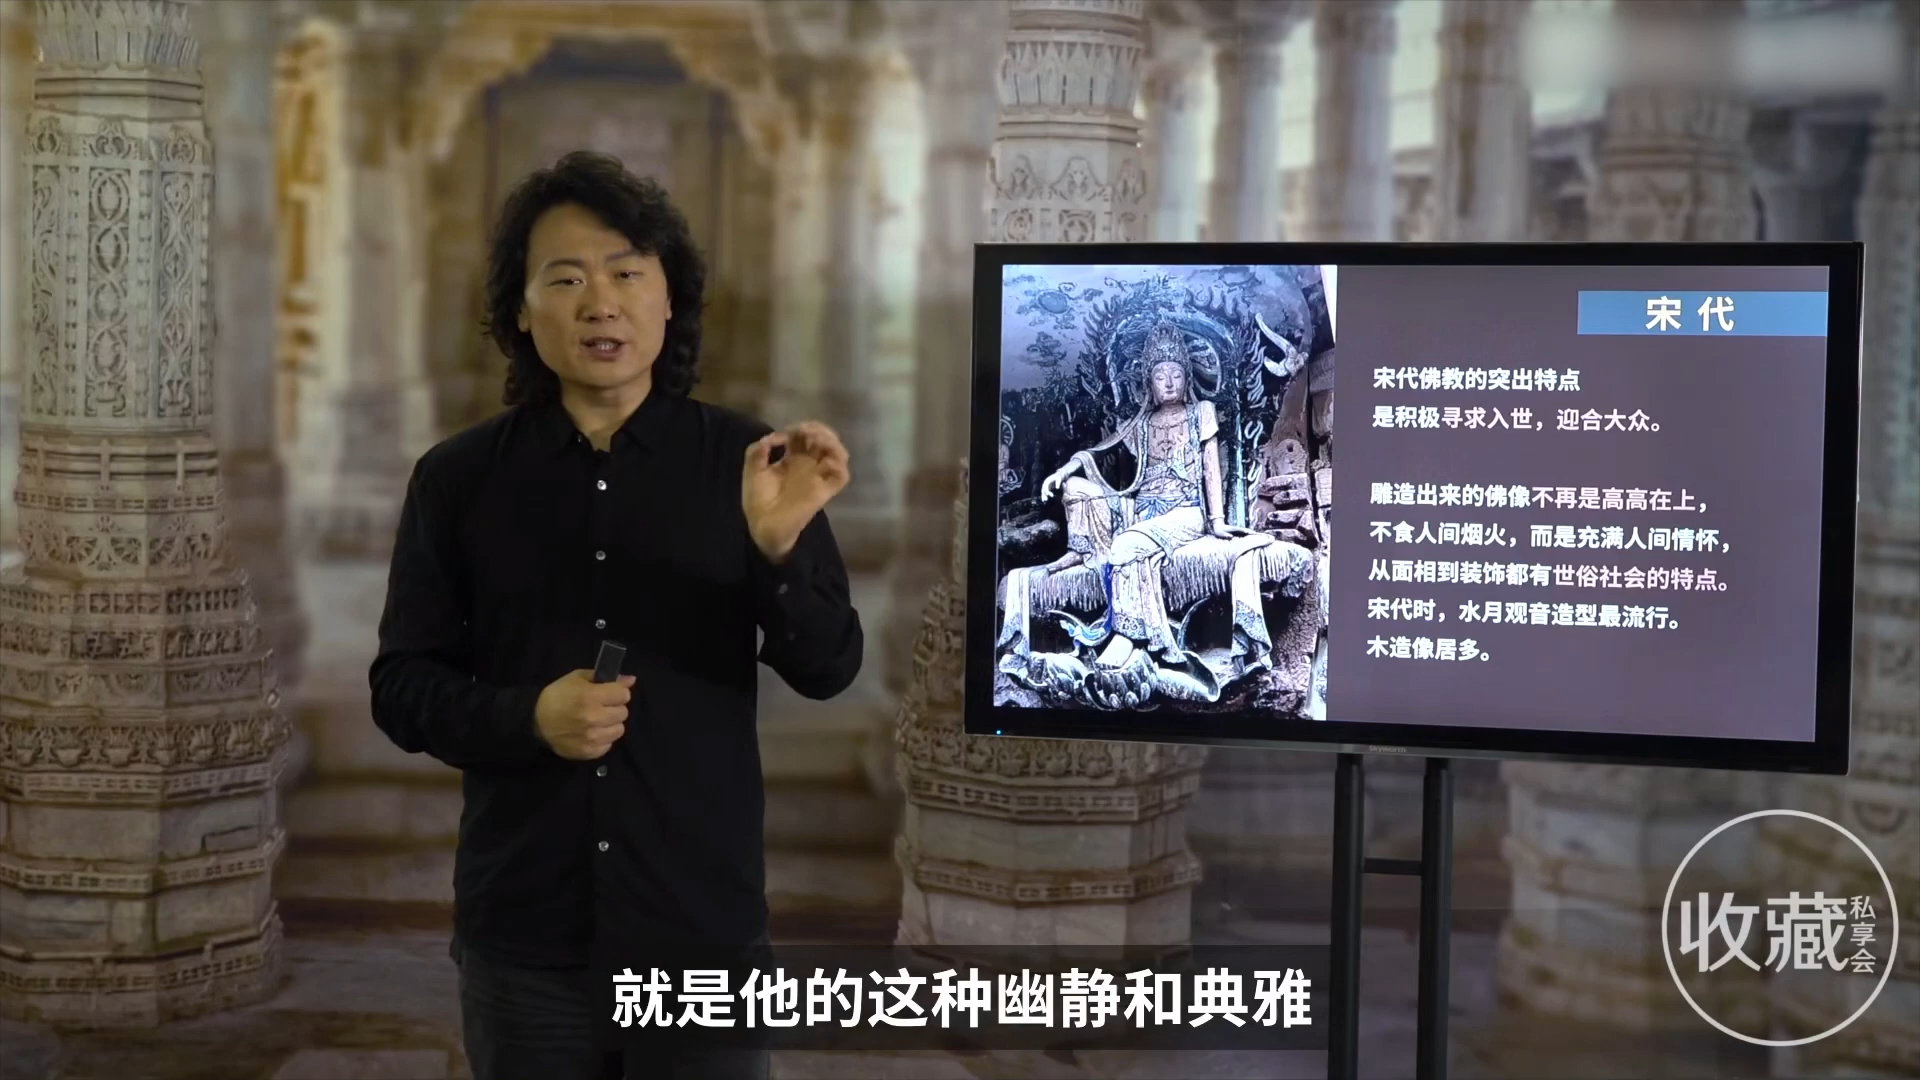 宋代
宋代佛教的突出特点
是积极寻求入世，迎合大众。
雕造出来的佛像不再是高高在上，
不食人间烟火，而是充满人间情怀，
从面相到装饰都有世俗社会的特点。
宋代时，水月观音造型最流行。
木造像居多。
Skyworth
收藏
私享会
就是他的这种幽静和典雅